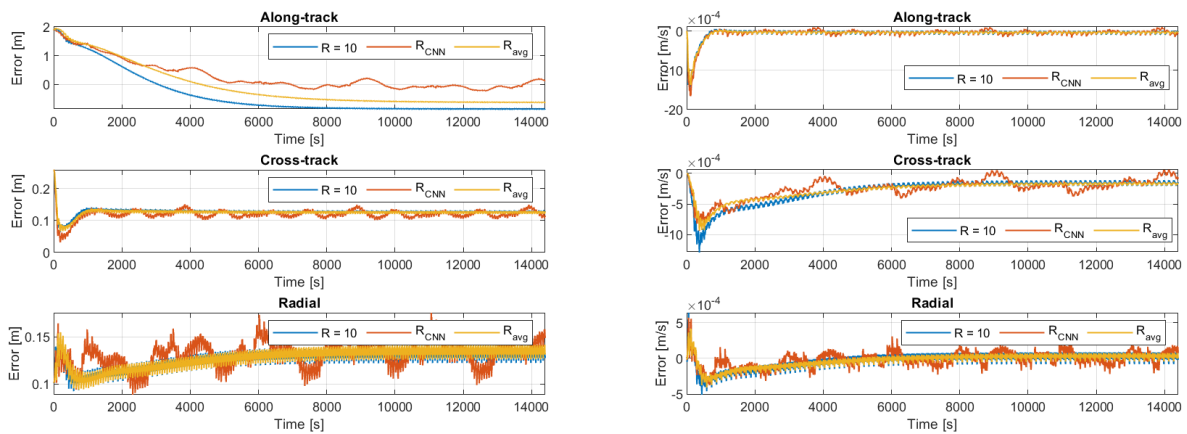 Along-track
Error [m]
2
1
0
R = 10
R_CNN
R_avg
0
2000
4000
6000
8000
10000
12000
14000
Time [s]
Cross-track
Error [m]
0.2
0.1
0
R = 10
R_CNN
R_avg
0
2000
4000
6000
8000
10000
12000
14000
Time [s]
Radial
Error [m]
0.15
0.1
R = 10
R_CNN
R_avg
0
2000
4000
6000
8000
10000
12000
14000
Time [s]
×10⁻⁴
Along-track
Error [m/s]
0
10
-20
R = 10
R_CNN
R_avg
0
2000
4000
6000
8000
10000
12000
14000
Time [s]
×10⁻⁴
Cross-track
Error [m/s]
0
-5
-10
R = 10
R_CNN
R_avg
0
2000
4000
6000
8000
10000
12000
14000
Time [s]
×10⁻⁴
Radial
Error [m/s]
5
0
-5
R = 10
R_CNN
R_avg
0
2000
4000
6000
8000
10000
12000
14000
Time [s]